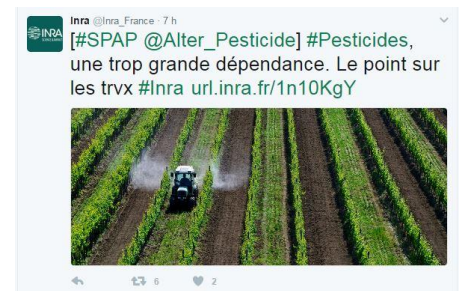 Inra @Inra_France · 7 h
INRA
[#SPAP @Alter_Pesticide] #Pesticides,
une trop grande dépendance. Le point sur
les trvx #Inra url.inra.fr/1n10KgY
6 2